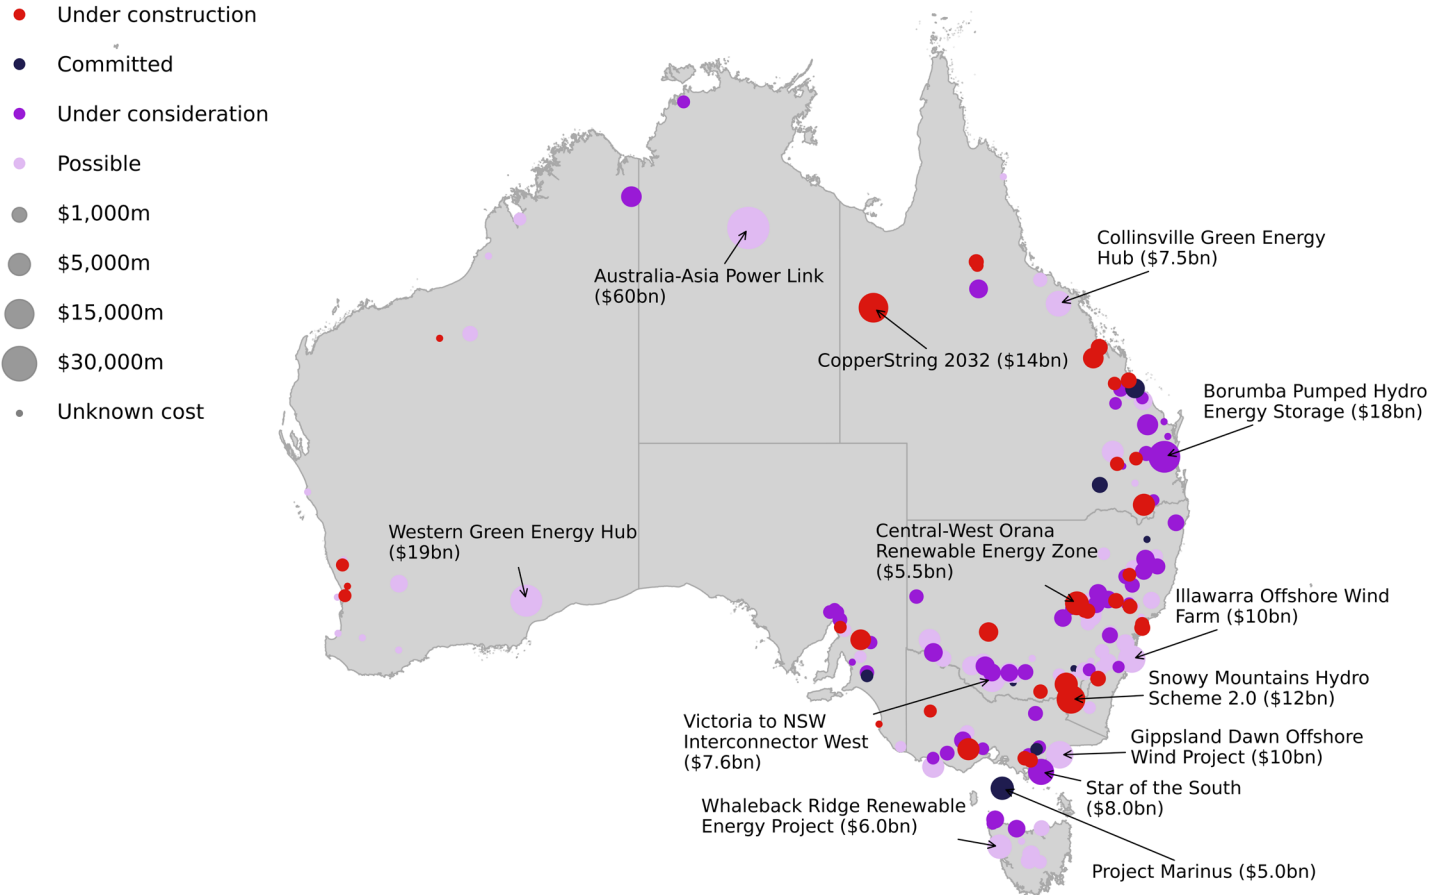 Under construction
Committed
Under consideration
Possible
$1,000m
$5,000m
$15,000m
$30,000m
Unknown cost
Collinsville Green Energy
Hub ($7.5bn)
Australia-Asia Power Link
($60bn)
CopperString 2032 ($14bn)
Borumba Pumped Hydro
Energy Storage ($18bn)
Western Green Energy Hub
($19bn)
Central-West Orana
Renewable Energy Zone
($5.5bn)
Illawarra Offshore Wind
Farm ($10bn)
Snowy Mountains Hydro
Scheme 2.0 ($12bn)
Victoria to NSW
Interconnector West
($7.6bn)
Gippsland Dawn Offshore
Wind Project ($10bn)
Star of the South
($8.0bn)
Whaleback Ridge Renewable
Energy Project ($6.0bn)
Project Marinus ($5.0bn)